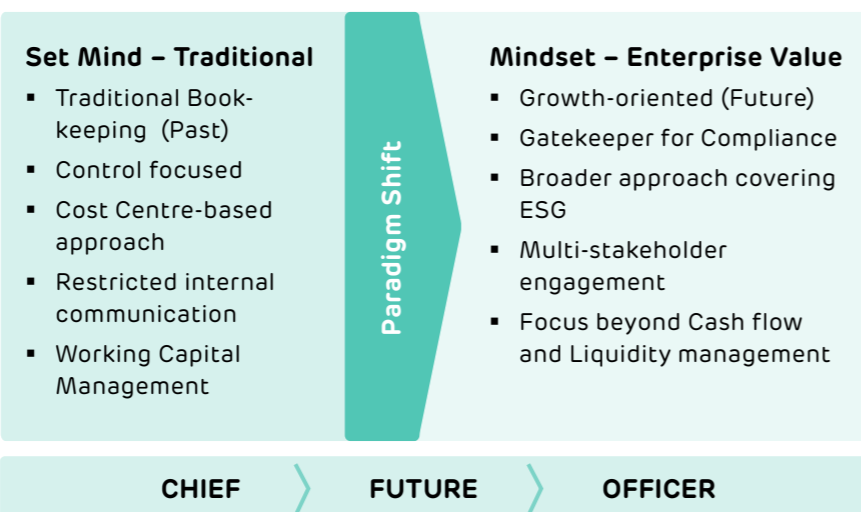 Set Mind – Traditional
▪ Traditional Book-
keeping (Past)
▪ Control focused
▪ Cost Centre-based
approach
▪ Restricted internal
communication
▪ Working Capital
Management
Paradigm Shift
Mindset – Enterprise Value
▪ Growth-oriented (Future)
▪ Gatekeeper for Compliance
▪ Broader approach covering
ESG
▪ Multi-stakeholder
engagement
▪ Focus beyond Cash flow
and Liquidity management
CHIEF FUTURE OFFICER